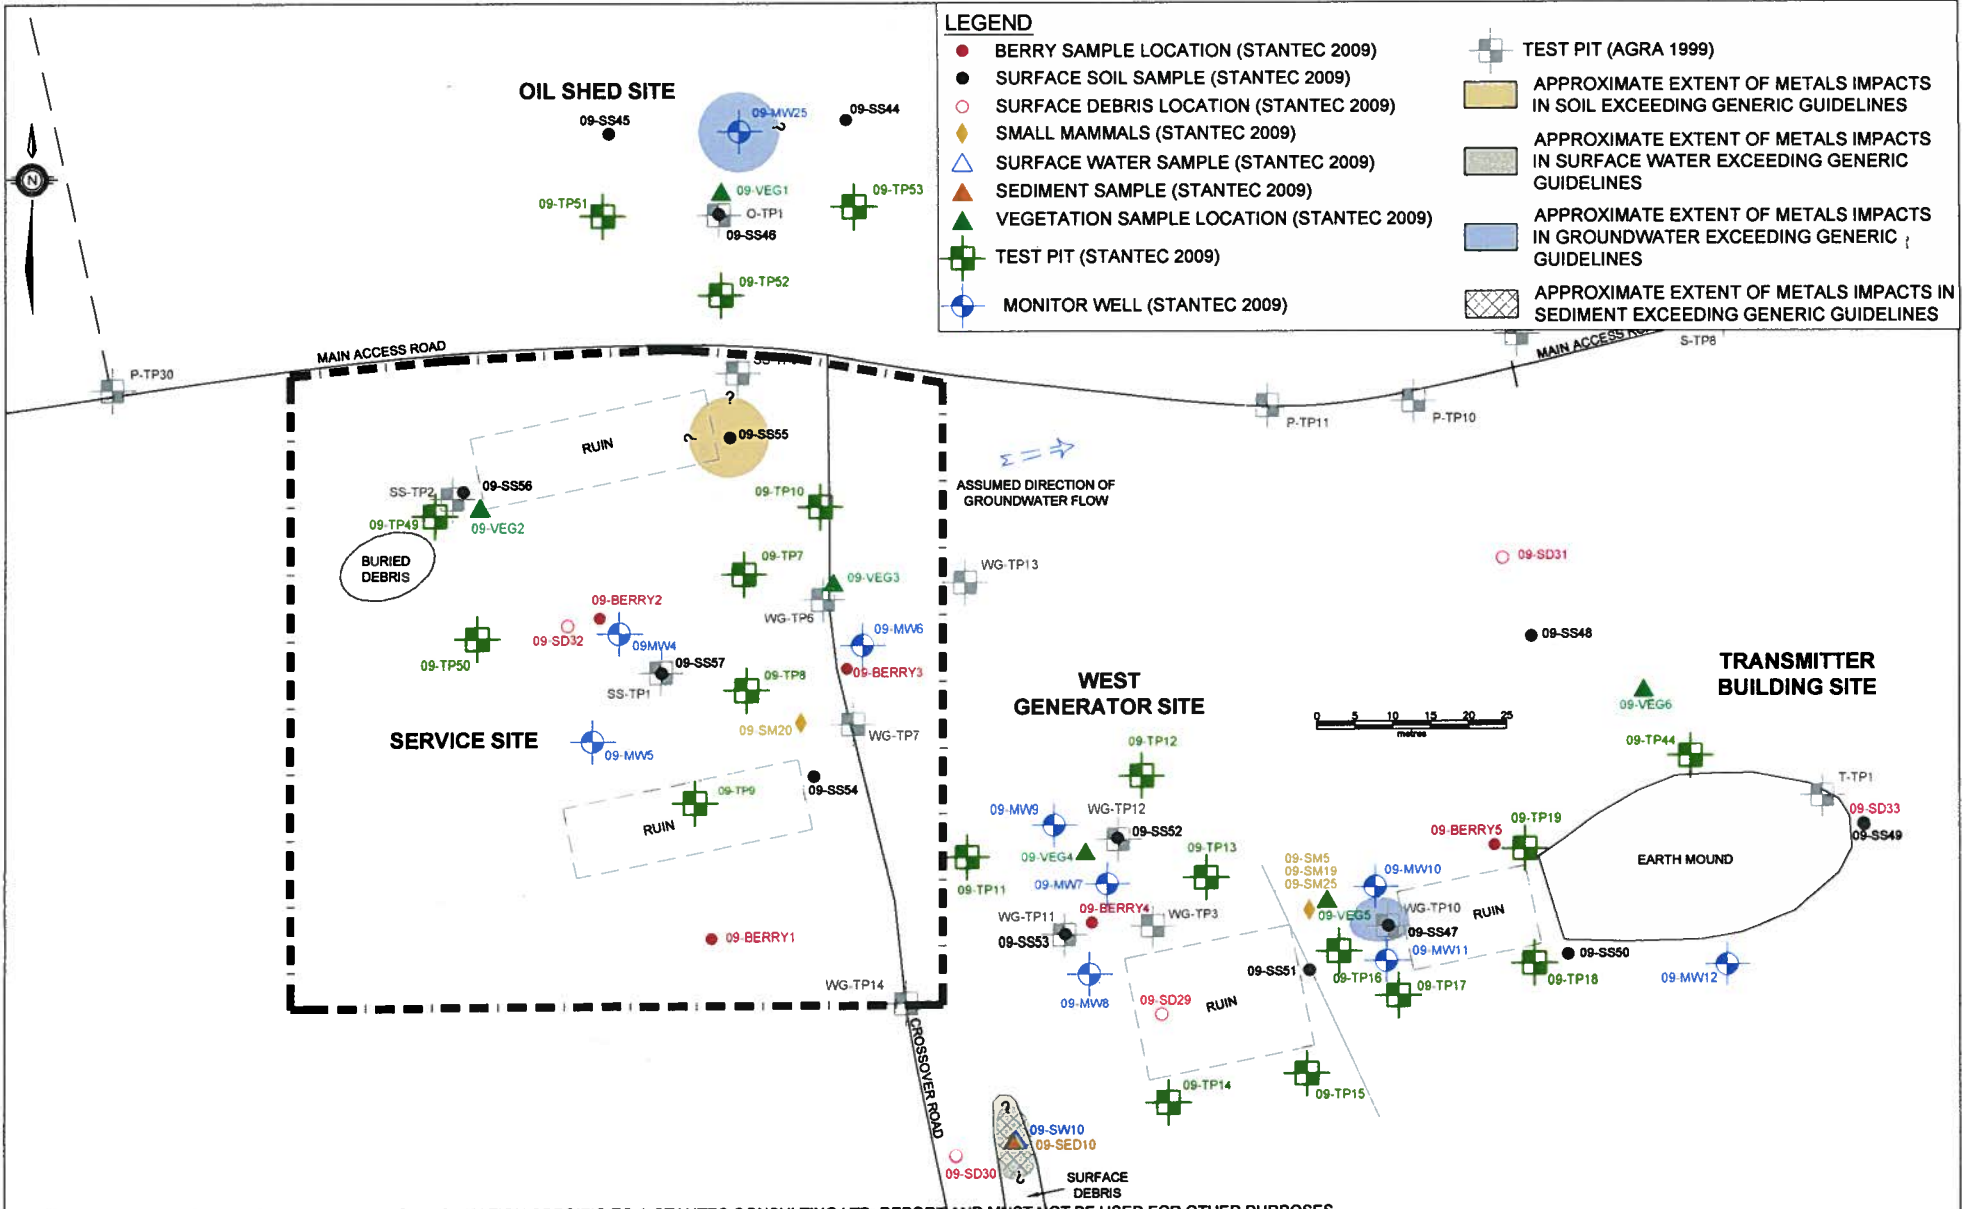 LEGEND
BERRY SAMPLE LOCATION (STANTEC 2009)
SURFACE SOIL SAMPLE (STANTEC 2009)
SURFACE DEBRIS LOCATION (STANTEC 2009)
SMALL MAMMALS (STANTEC 2009)
SURFACE WATER SAMPLE (STANTEC 2009)
SEDIMENT SAMPLE (STANTEC 2009)
VEGETATION SAMPLE LOCATION (STANTEC 2009)
TEST PIT (STANTEC 2009)
MONITOR WELL (STANTEC 2009)
TEST PIT (AGRA 1999)
APPROXIMATE EXTENT OF METALS IMPACTS
IN SOIL EXCEEDING GENERIC GUIDELINES
APPROXIMATE EXTENT OF METALS IMPACTS
IN SURFACE WATER EXCEEDING GENERIC
GUIDELINES
APPROXIMATE EXTENT OF METALS IMPACTS
IN GROUNDWATER EXCEEDING GENERIC
GUIDELINES
APPROXIMATE EXTENT OF METALS IMPACTS IN
SEDIMENT EXCEEDING GENERIC GUIDELINES
N
OIL SHED SITE
09-SS45
09-MW25
?
09-SS44
09-TP51
09-VEG1
O-TP1
09-SS46
09-TP53
09-TP52
MAIN ACCESS ROAD
P-TP30
MAIN ACCESS
S-TP8
P-TP11
P-TP10
?
?
09-SS55
RUIN
SS-TP2
09-SS56
09-TP49
09-VEG2
BURIED
DEBRIS
09-TP10
09-TP7
09-VEG3
WG-TP6
ASSUMED DIRECTION OF
GROUNDWATER FLOW
WG-TP13
09-SD31
09-BERRY2
09-SD32
09MW4
09-TP50
09-SS57
SS-TP1
09-TP8
09-MW6
09-BERRY3
09-SM20
WG-TP7
SERVICE SITE
09-MW5
09-SS54
09-TP9
RUIN
09-BERRY1
WG-TP14
CROSSOVER ROAD
09-SS48
TRANSMITTER
BUILDING SITE
09-VEG6
WEST
GENERATOR SITE
0 5 10 15 20 25
metres
09-TP12
09-TP44
T-TP1
09-SD33
09-SS49
09-MW9
WG-TP12
09-SS52
09-VEG4
09-TP13
09-TP11
09-MW7
09-BERRY5
09-TP19
EARTH MOUND
09-SM5
09-SM19
09-SM25
09-MW10
WG-TP11
09-SS53
09-BERRY4
WG-TP3
09-VEG5
WG-TP10
09-SS47
RUIN
09-MW11
09-MW8
09-SS51
09-TP16
09-TP17
09-TP18
09-SS50
09-MW12
09-SD29
RUIN
09-TP14
09-TP15
?
09-SW10
09-SED10
?
09-SD30
SURFACE
DEBRIS